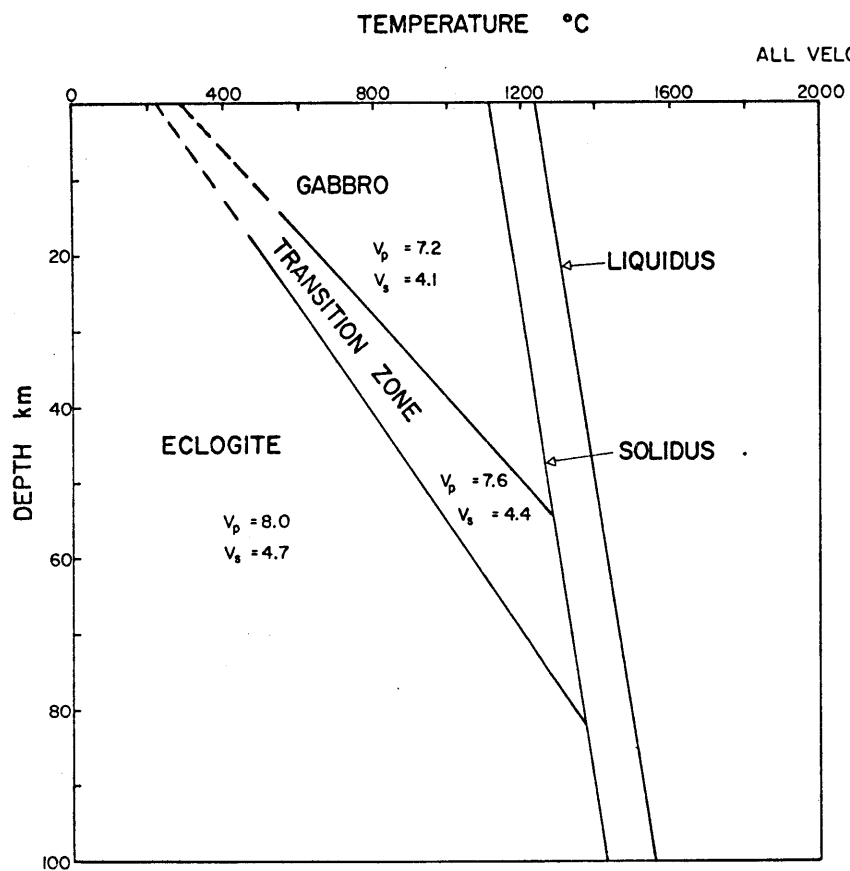 TEMPERATURE °C
ALL VELO
0 400 800 1200 1600 2000
GABBRO
Vp = 7.2
Vs = 4.1
20
TRANSITION ZONE
LIQUIDUS
40
ECLOGITE
SOLIDUS
Vp = 7.6
Vs = 4.4
DEPTH km
Vp = 8.0
Vs = 4.7
60
80
100